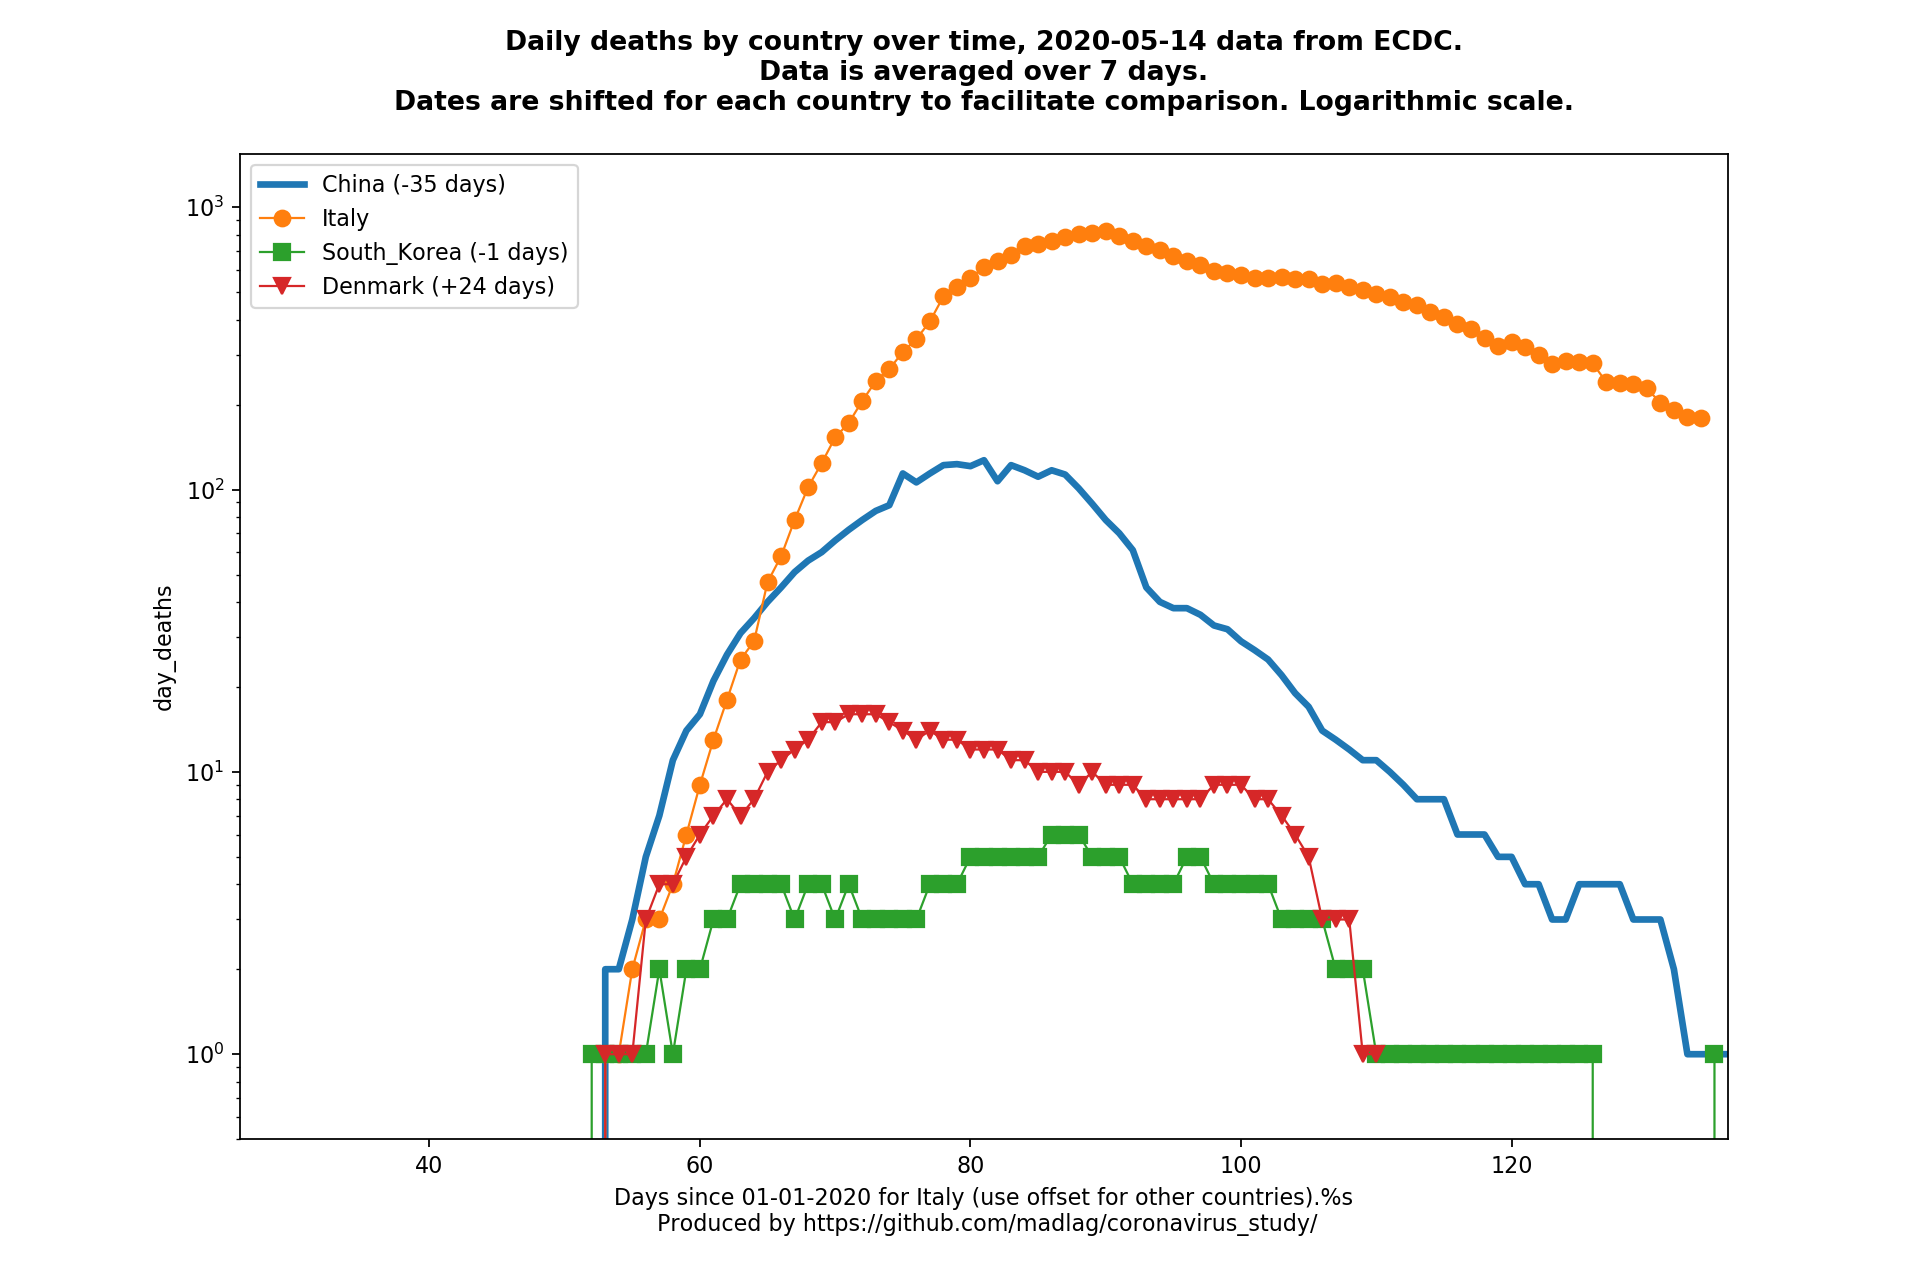 Daily deaths by country over time, 2020-05-14 data from ECDC.
Data is averaged over 7 days.
Dates are shifted for each country to facilitate comparison. Logarithmic scale.
China (-35 days)
Italy
South_Korea (-1 days)
Denmark (+24 days)
10³
10²
10¹
10⁰
day_deaths
40 60 80 100 120
Days since 01-01-2020 for Italy (use offset for other countries).%s
Produced by https://github.com/madlag/coronavirus_study/